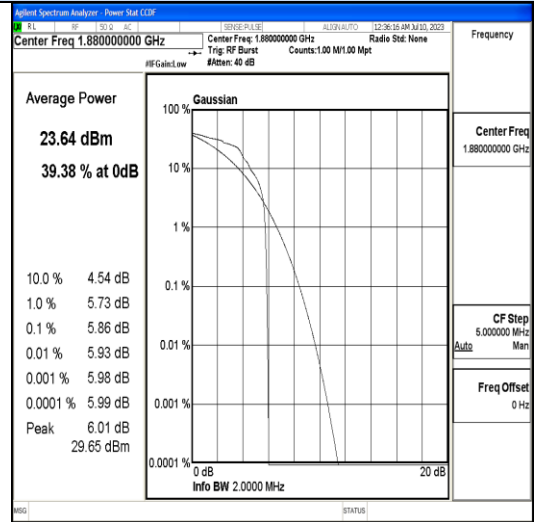 Agilent Spectrum Analyzer - Power Stat CCDF
RL RF 50 Ω AC SENSE:PULSE ALIGN AUTO 12:36:16 AM Jul 10, 2023
Center Freq 1.880000000 GHz
Center Freq: 1.880000000 GHz Radio Std: None
Trig: RF Burst Counts:1.00 M/1.00 Mpt
#IFGain:Low #Atten: 40 dB
Frequency
Average Power
23.64 dBm
39.38 % at 0dB
10.0 % 4.54 dB
1.0 % 5.73 dB
0.1 % 5.86 dB
0.01 % 5.93 dB
0.001 % 5.98 dB
0.0001 % 5.99 dB
Peak 6.01 dB
29.65 dBm
100 % Gaussian
10 %
1 %
0.1 %
0.01 %
0.001 %
0.0001 %
0 dB 20 dB
Info BW 2.0000 MHz
Center Freq
1.880000000 GHz
CF Step
5.000000 MHz
Auto Man
Freq Offset
0 Hz
MSG STATUS